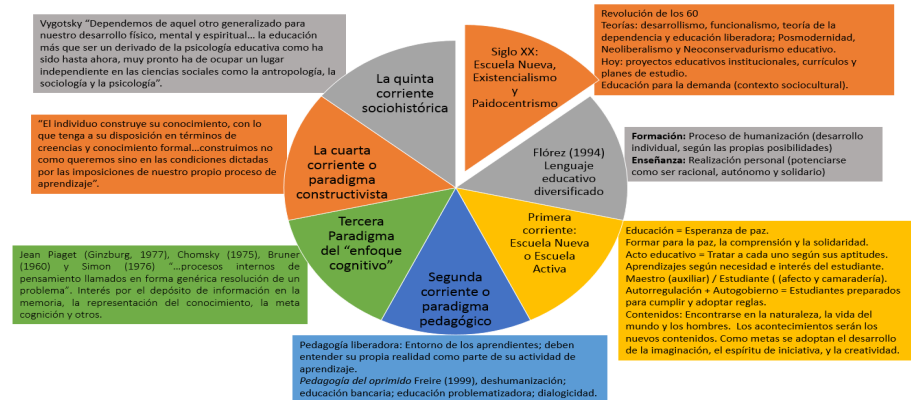 Vygotsky "Dependemos de aquel otro generalizado para
nuestro desarrollo físico, mental y espiritual... la educación
más que ser un derivado de la psicología educativa como ha
sido hasta ahora, muy pronto ha de ocupar un lugar
independiente en las ciencias sociales como la antropología, la
sociología y la psicología".
La quinta
corriente
sociohistórica
Siglo XX:
Escuela Nueva,
Existencialismo
y
Paidocentrismo
Revolución de los 60
Teorías: desarrollismo, funcionalismo, teoría de la
dependencia y educación liberadora; Posmodernidad,
Neoliberalismo y Neoconservadurismo educativo.
Hoy: proyectos educativos institucionales, currículos y
planes de estudio.
Educación para la demanda (contexto sociocultural).
"El individuo construye su conocimiento, con lo
que tenga a su disposición en términos de
creencias y conocimiento formal...construimos no
como queremos sino en las condiciones dictadas
por las imposiciones de nuestro propio proceso de
aprendizaje".
La cuarta
corriente o
paradigma
constructivista
Flórez (1994)
Lenguaje
educativo
diversificado
Formación: Proceso de humanización (desarrollo
individual, según las propias posibilidades)
Enseñanza: Realización personal (potenciarse
como ser racional, autónomo y solidario)
Jean Piaget (Ginzburg, 1977), Chomsky (1975), Bruner
(1960) y Simon (1976) "...procesos internos de
pensamiento llamados en forma genérica resolución de un
problema". Interés por el depósito de información en la
memoria, la representación del conocimiento, la meta
cognición y otros.
Tercera
Paradigma
del "enfoque
cognitivo"
Primera
corriente:
Escuela Nueva
o Escuela
Activa
Educación = Esperanza de paz.
Formar para la paz, la comprensión y la solidaridad.
Acto educativo = Tratar a cada uno según sus aptitudes.
Aprendizajes según necesidad e interés del estudiante.
Maestro (auxiliar) / Estudiante ( (afecto y camaradería).
Autorregulación + Autogobierno = Estudiantes preparados
para cumplir y adoptar reglas.
Contenidos: Encontrarse en la naturaleza, la vida del
mundo y los hombres. Los acontecimientos serán los
nuevos contenidos. Como metas se adoptan el desarrollo
de la imaginación, el espíritu de iniciativa, y la creatividad.
Segunda
corriente o
paradigma
pedagógico
Pedagogía liberadora: Entorno de los aprendientes; deben
entender su propia realidad como parte de su actividad de
aprendizaje.
Pedagogía del oprimido Freire (1999), deshumanización;
educación bancaria; educación problematizadora; dialogicidad.